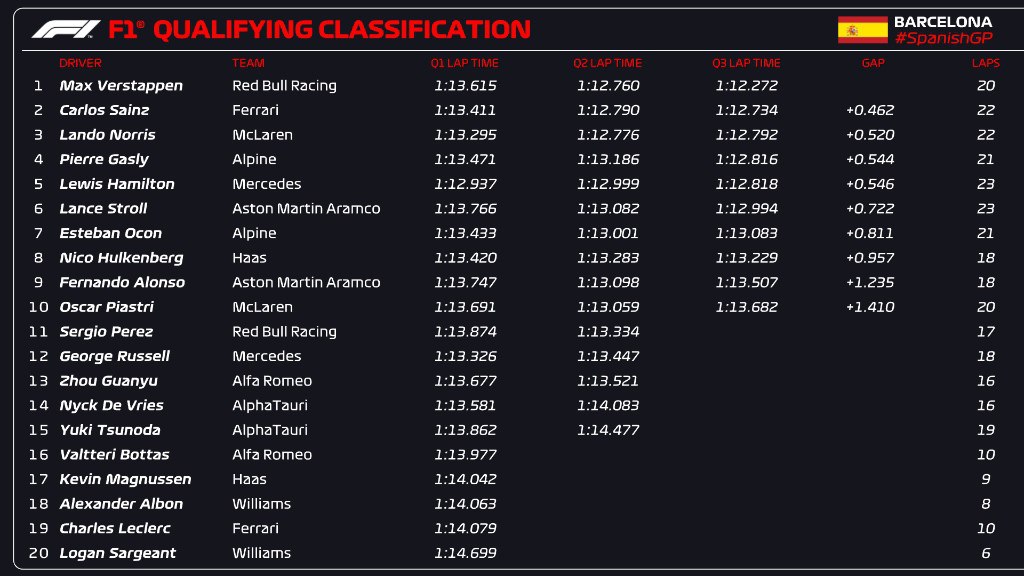 F1® QUALIFYING CLASSIFICATION
BARCELONA
#SpanishGP
DRIVER TEAM Q1 LAP TIME Q2 LAP TIME Q3 LAP TIME GAP LAPS
1 Max Verstappen Red Bull Racing 1:13.615 1:12.760 1:12.272 20
2 Carlos Sainz Ferrari 1:13.411 1:12.790 1:12.734 +0.462 22
3 Lando Norris McLaren 1:13.295 1:12.776 1:12.792 +0.520 22
4 Pierre Gasly Alpine 1:13.471 1:13.186 1:12.816 +0.544 21
5 Lewis Hamilton Mercedes 1:12.937 1:12.999 1:12.818 +0.546 23
6 Lance Stroll Aston Martin Aramco 1:13.766 1:13.082 1:12.994 +0.722 23
7 Esteban Ocon Alpine 1:13.433 1:13.001 1:13.083 +0.811 21
8 Nico Hulkenberg Haas 1:13.420 1:13.283 1:13.229 +0.957 18
9 Fernando Alonso Aston Martin Aramco 1:13.747 1:13.098 1:13.507 +1.235 18
10 Oscar Piastri McLaren 1:13.691 1:13.059 1:13.682 +1.410 20
11 Sergio Perez Red Bull Racing 1:13.874 1:13.334 17
12 George Russell Mercedes 1:13.326 1:13.447 18
13 Zhou Guanyu Alfa Romeo 1:13.677 1:13.521 16
14 Nyck De Vries AlphaTauri 1:13.581 1:14.083 16
15 Yuki Tsunoda AlphaTauri 1:13.862 1:14.477 19
16 Valtteri Bottas Alfa Romeo 1:13.977 10
17 Kevin Magnussen Haas 1:14.042 9
18 Alexander Albon Williams 1:14.063 8
19 Charles Leclerc Ferrari 1:14.079 10
20 Logan Sargeant Williams 1:14.699 6